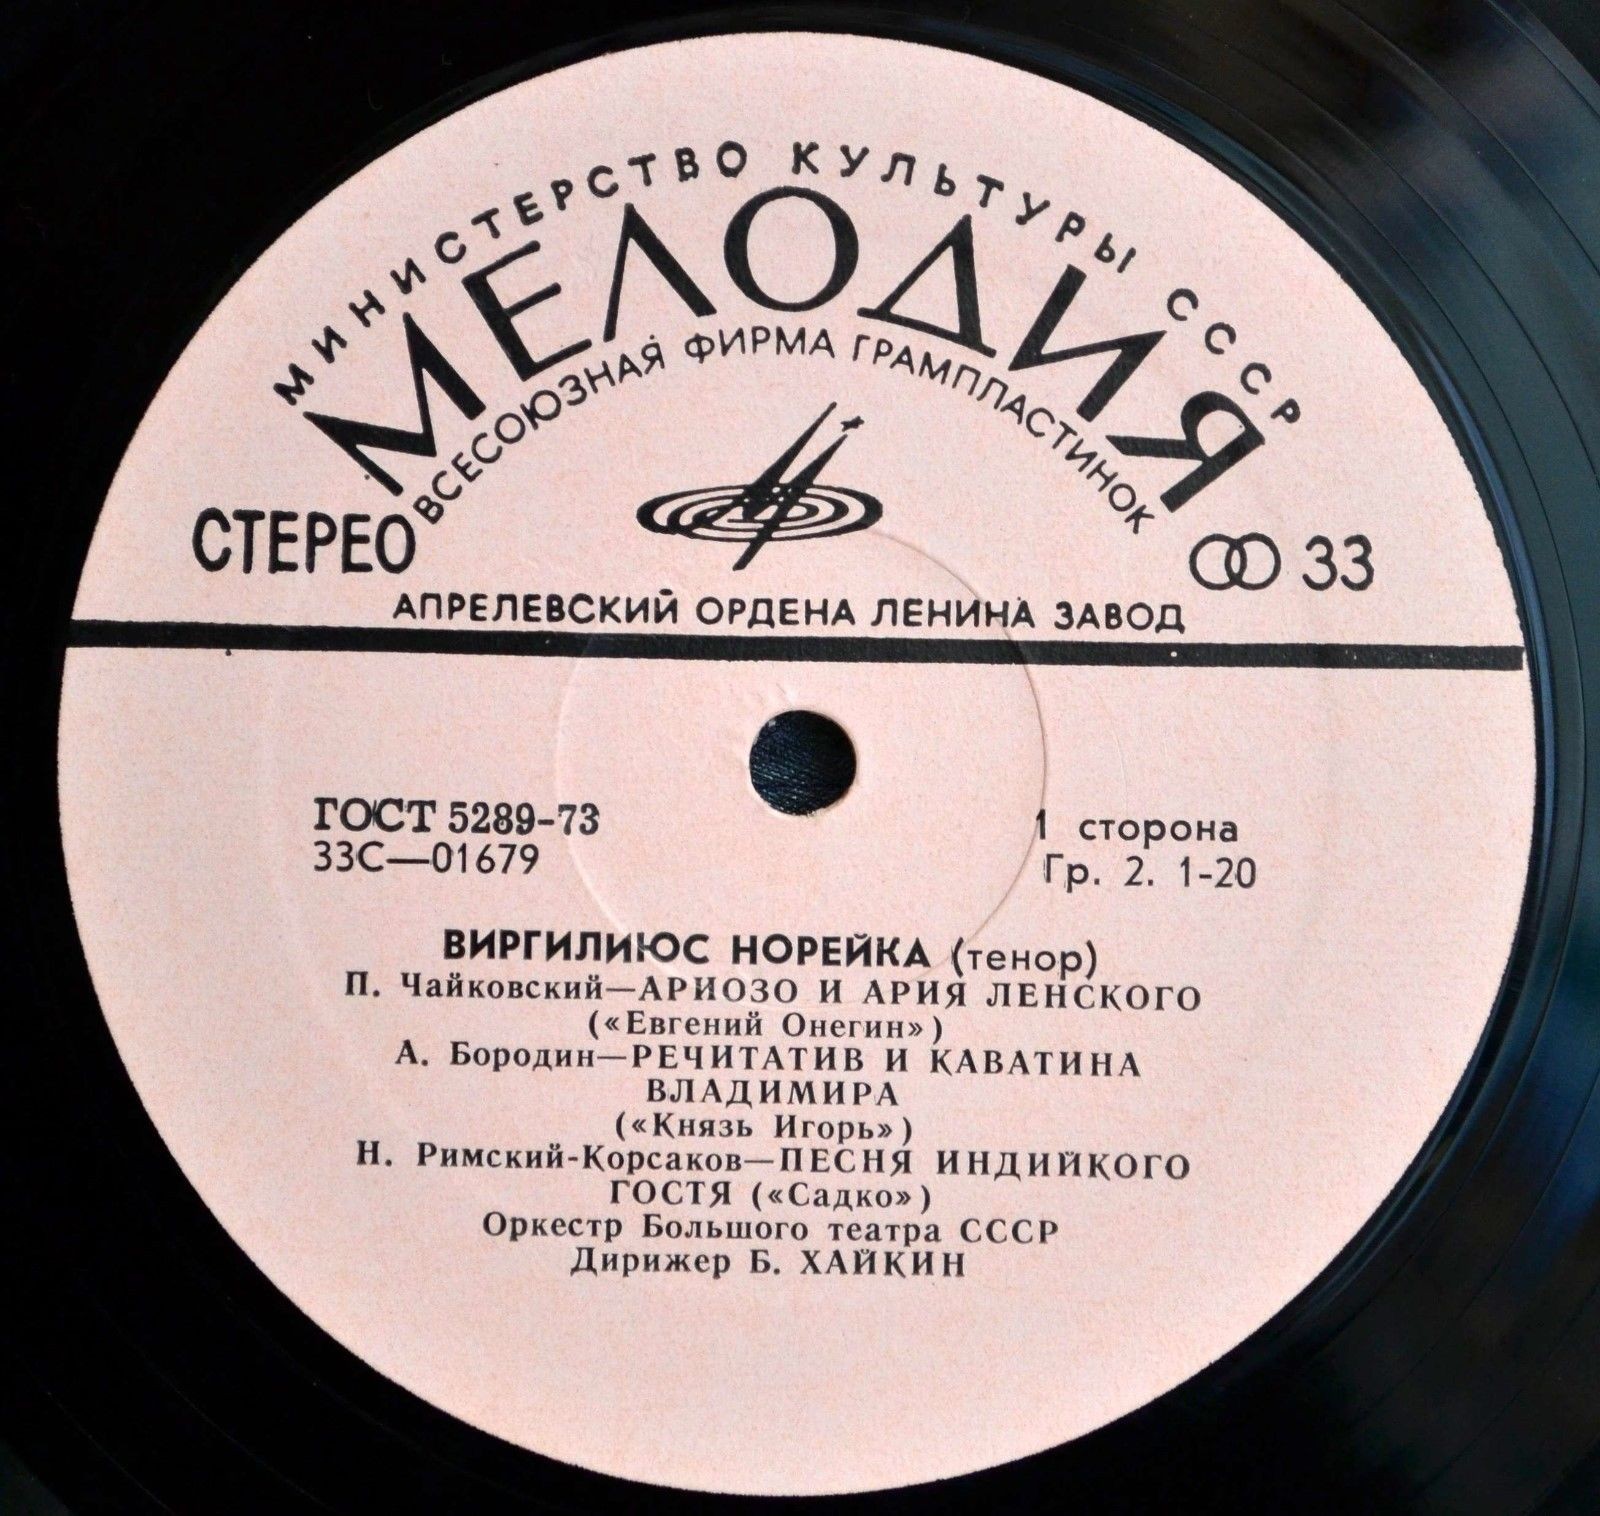 МИНИСТЕРСТВО КУЛЬТУРЫ СССР
МЕЛОДИЯ
ВСЕСОЮЗНАЯ ФИРМА ГРАМПЛАСТИНОК
СТЕРЕО
33
АПРЕЛЕВСКИЙ ОРДЕНА ЛЕНИНА ЗАВОД
ГОСТ 5289-73
33С—01679
1 сторона
Гр. 2. 1-20
ВИРГИЛИЮС НОРЕЙКА (тенор)
П. Чайковский—АРИОЗО И АРИЯ ЛЕНСКОГО
(«Евгений Онегин»)
А. Бородин—РЕЧИТАТИВ И КАВАТИНА
ВЛАДИМИРА
(«Князь Игорь»)
Н. Римский-Корсаков—ПЕСНЯ ИНДИЙКОГО
ГОСТЯ («Садко»)
Оркестр Большого театра СССР
Дирижер Б. ХАЙКИН